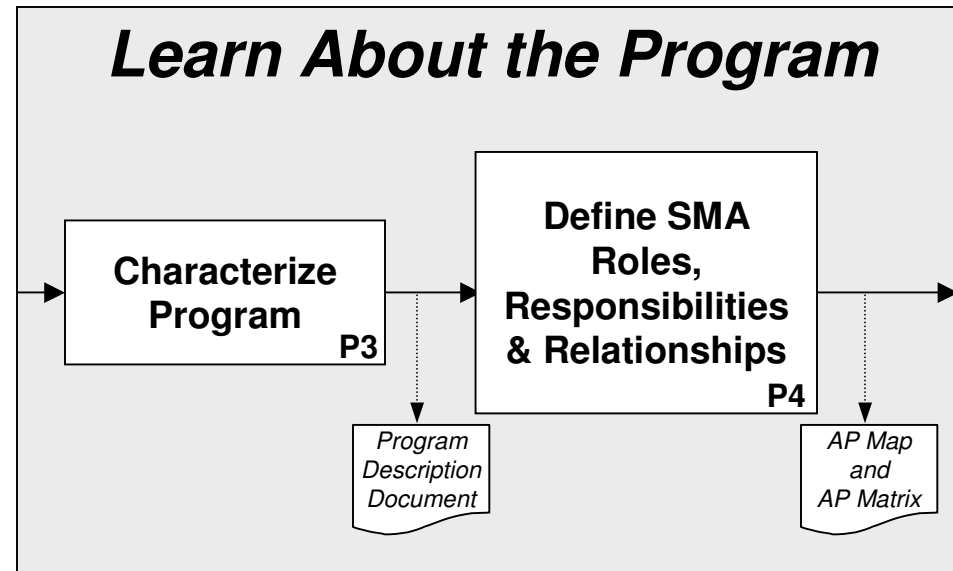 Learn About the Program
Characterize
Program
P3
Define SMA
Roles,
Responsibilities
& Relationships
P4
Program
Description
Document
AP Map
and
AP Matrix